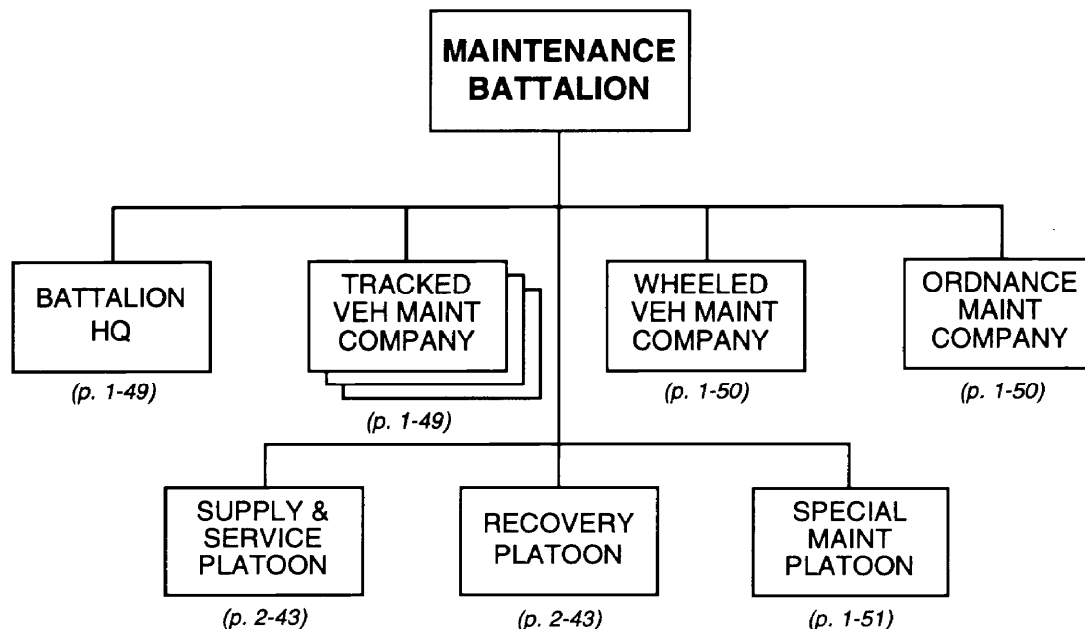 MAINTENANCE
BATTALION
BATTALION
HQ
(p. 1-49)
TRACKED
VEH MAINT
COMPANY
(p. 1-49)
WHEELED
VEH MAINT
COMPANY
(p. 1-50)
ORDNANCE
MAINT
COMPANY
(p. 1-50)
SUPPLY &
SERVICE
PLATOON
(p. 2-43)
RECOVERY
PLATOON
(p. 2-43)
SPECIAL
MAINT
PLATOON
(p. 1-51)